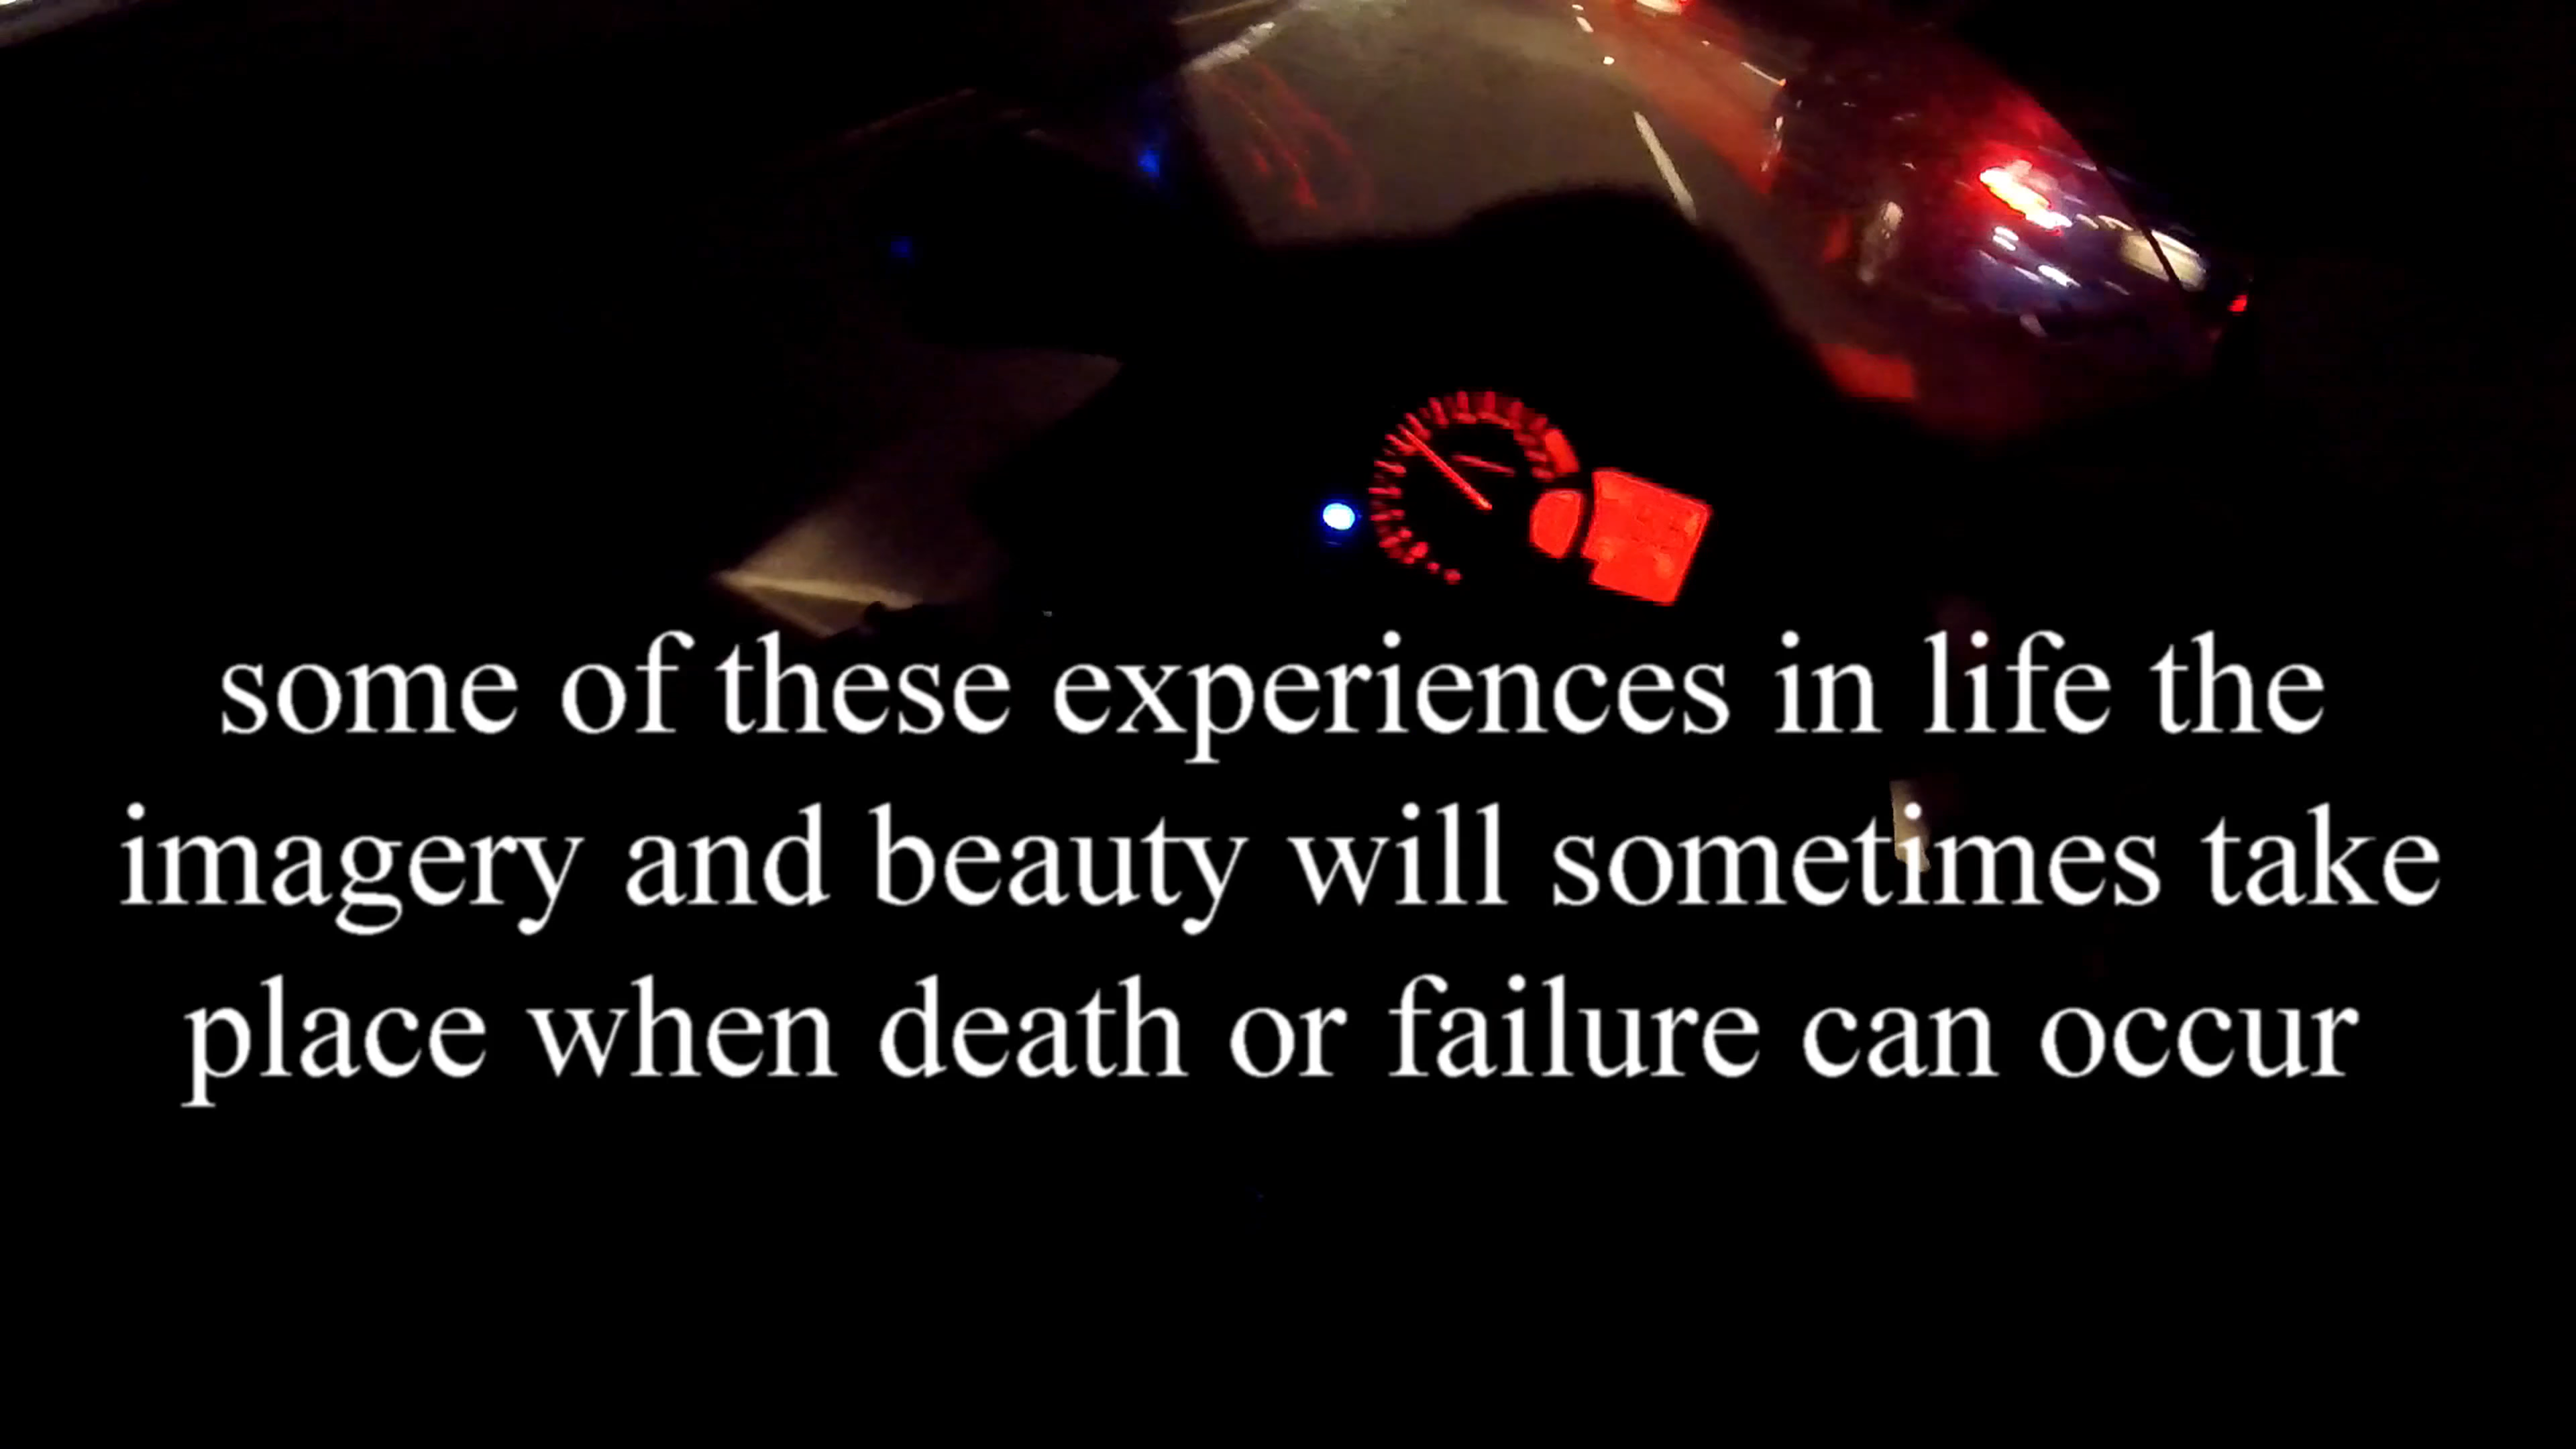 some of these experiences in life the
imagery and beauty will sometimes take
place when death or failure can occur